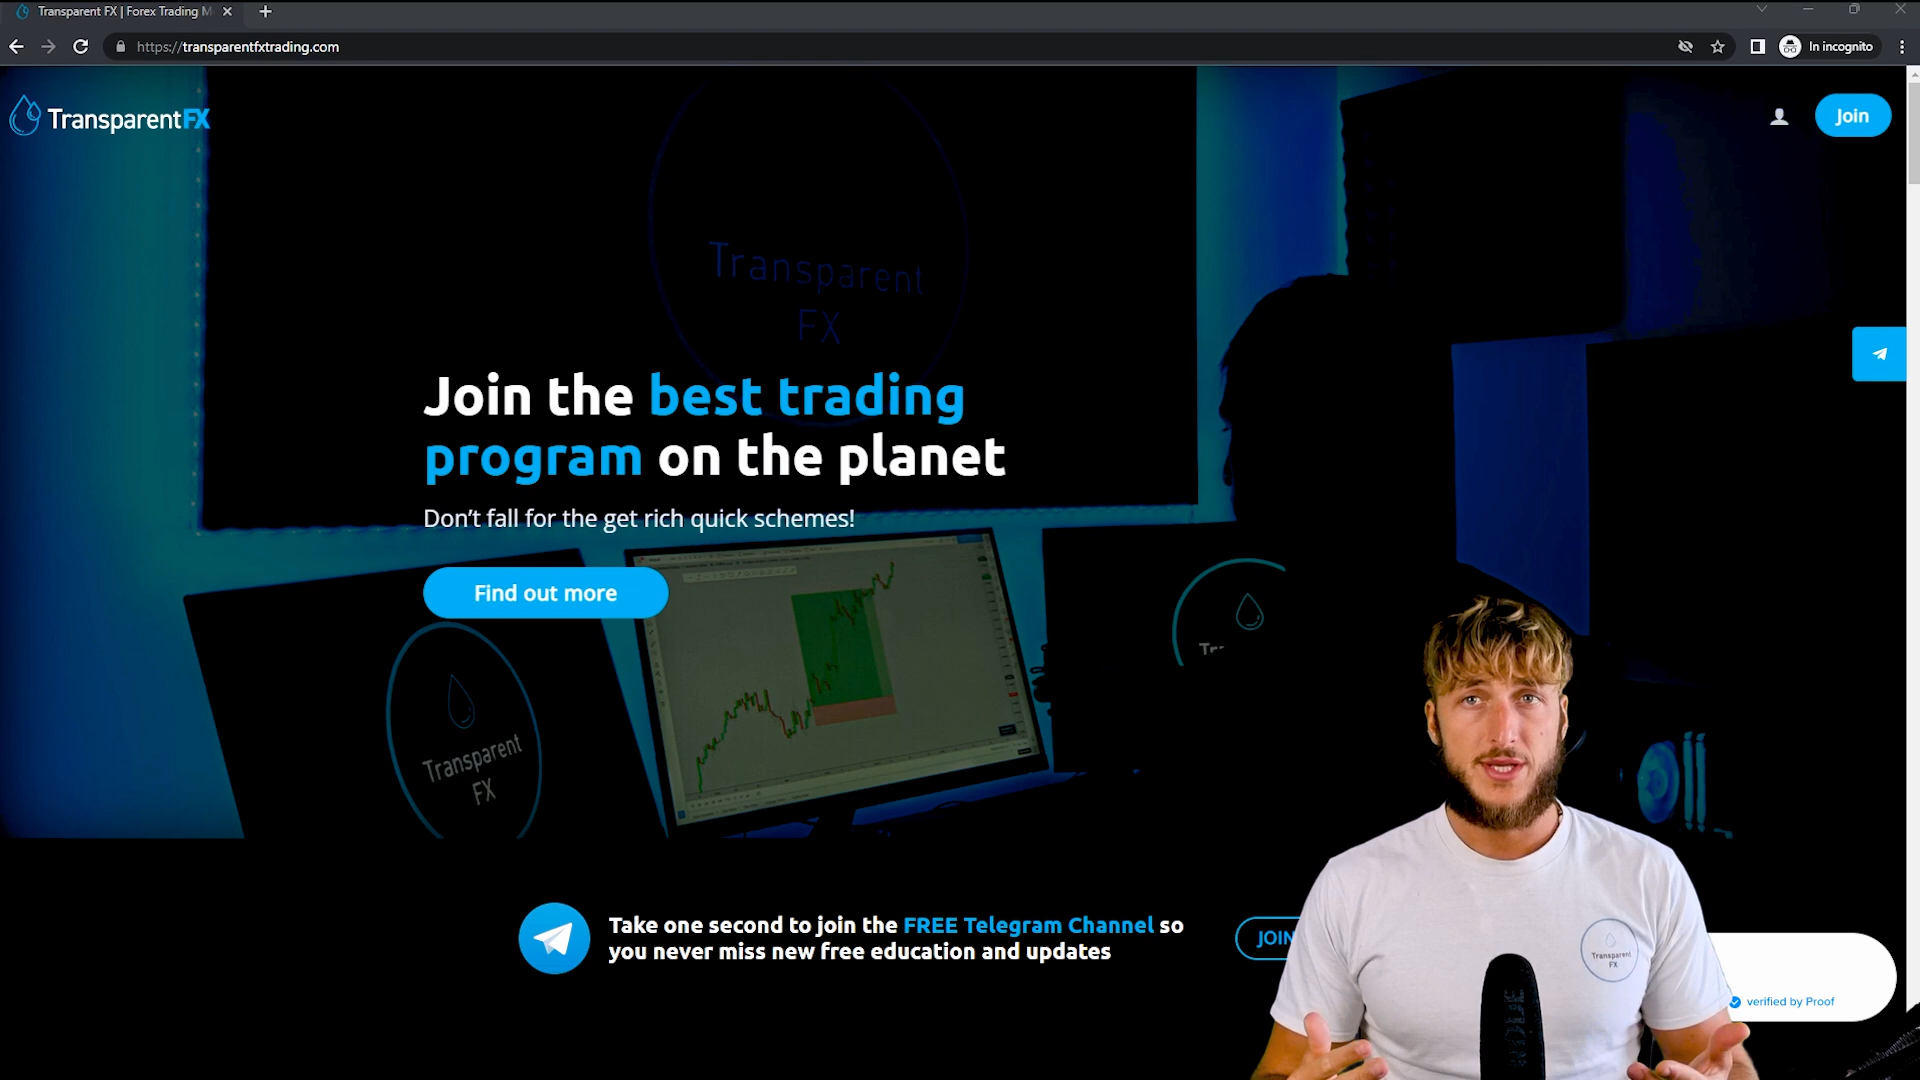 Transparent FX | Forex Trading M
https://transparentfxtrading.com
In incognito
TransparentFX
Join
Transparent
FX
Join the best trading
program on the planet
Don't fall for the get rich quick schemes!
Find out more
Transparent
FX
Take one second to join the FREE Telegram Channel so
you never miss new free education and updates
JOIN
Transparent
FX
verified by Proof